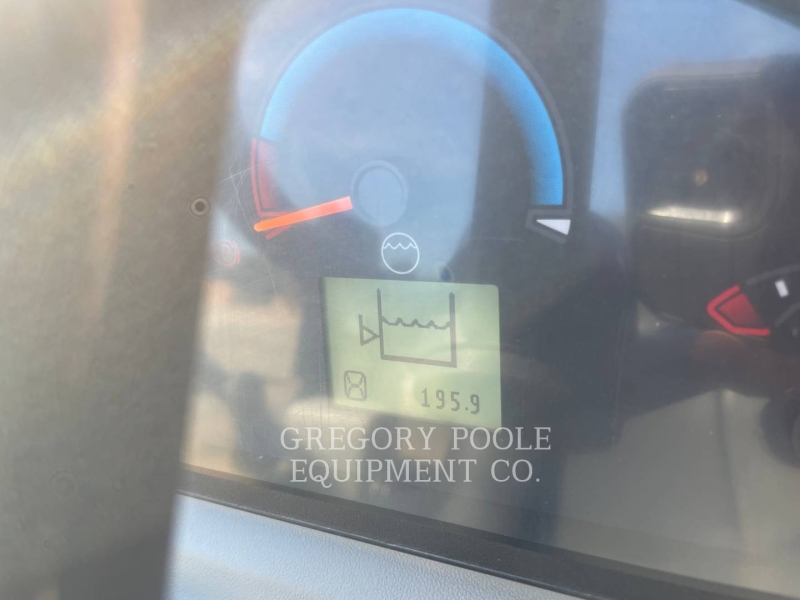 195.9
GREGORY POOLE
EQUIPMENT CO.